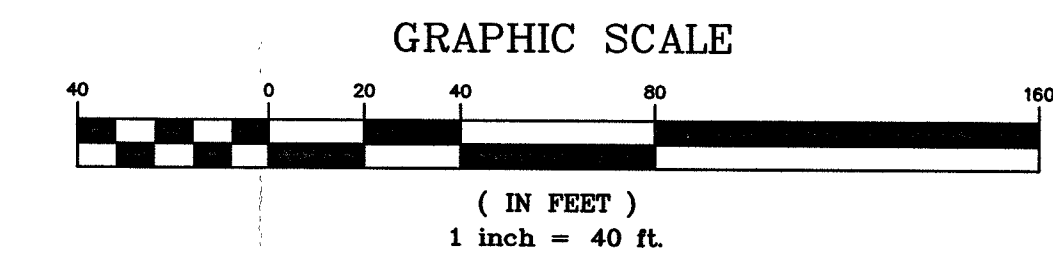 GRAPHIC SCALE
40 0 20 40 80 160
( IN FEET )
1 inch = 40 ft.